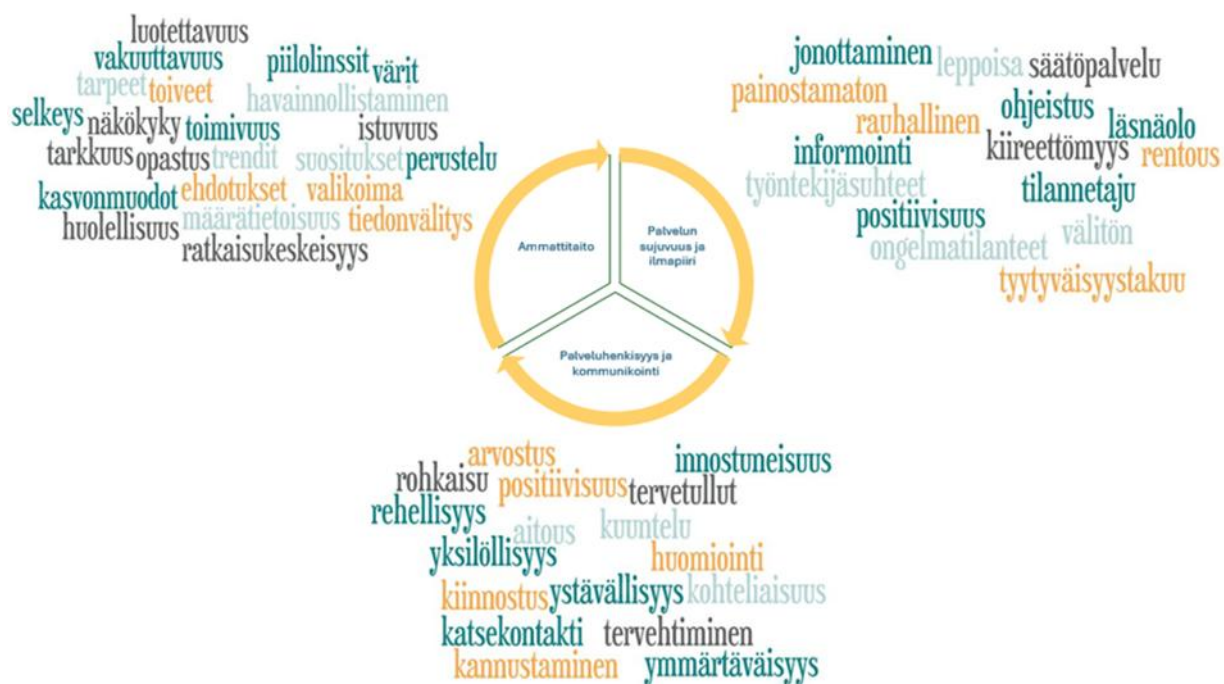 luotettavuus
vakuuttavuus
piilolinssit värit
tarpeet toiveet
havainnollistaminen
selkeys näkökyky toimivuus istuvuus
tarkkuus opastus trendit suositukset perustelu
kasvonmuodot ehdotukset valikoima
huolellisuus määrätietoisuus tiedonvälitys
ratkaisukeskeisyys
jonottaminen leppoisa säätöpalvelu
painostamaton
rauhallinen ohjeistus läsnäolo
informointi kiireettömyys rentous
työntekijäsuhteet tilannetaju
positiivisuus välitön
ongelmatilanteet
tyytyväisyystakuu
Ammattitaito
Palvelun
sujuvuus ja
ilmapiiri
Palveluhenkisyys ja
kommunikointi
arvostus innostuneisuus
rohkaisu positiivisuus tervetullut
rehellisyys aitous kuuntelu
yksilöllisyys huomiointi
kiinnostus ystävällisyys kohteliaisuus
katsekontakti tervehtiminen
kannustaminen ymmärtäväisyys